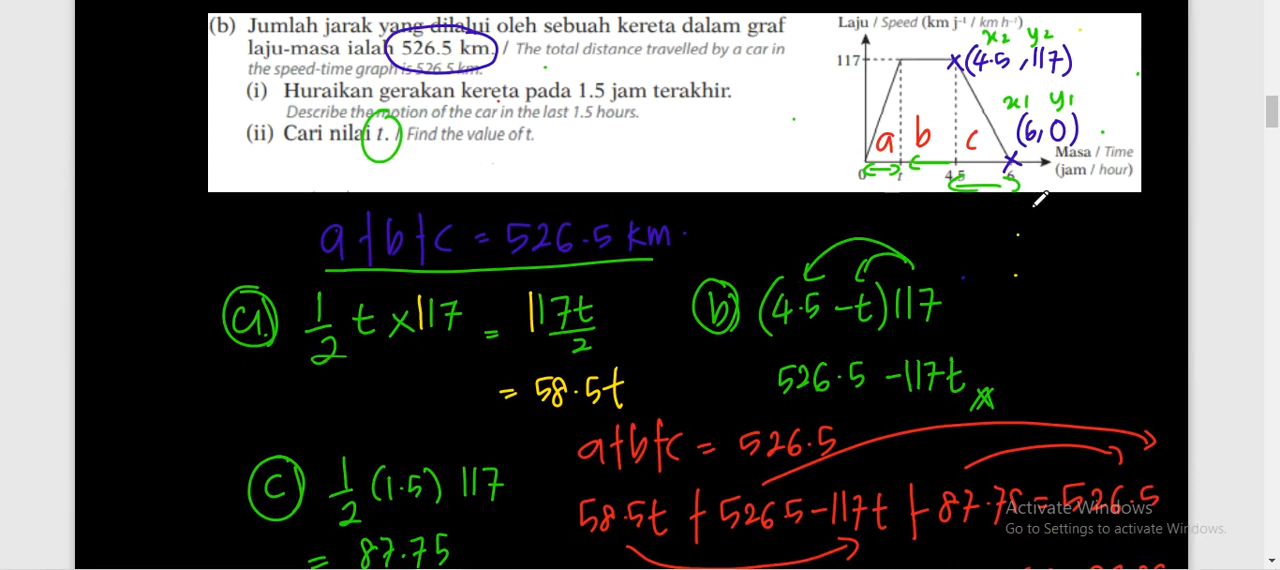 (b) Jumlah jarak yang dilalui oleh sebuah kereta dalam graf
laju-masa ialah 526.5 km. / The total distance travelled by a car in
the speed-time graph is 526.5 km.
(i) Huraikan gerakan kereta pada 1.5 jam terakhir.
Describe the motion of the car in the last 1.5 hours.
(ii) Cari nilai t. / Find the value of t.
Laju / Speed (km j⁻¹ / km h⁻¹)
x2 y2
117
(4.5, 117)
x1 y1
(6,0)
a b c
Masa / Time
(jam / hour)
0 t 4.5 6
a+b+c = 526.5 km
(a) 1/2 t × 117 = 117t/2
= 58.5t
(b) (4.5 - t) 117
526.5 - 117t
a+b+c = 526.5
(c) 1/2 (1.5) 117
= 87.75
58.5t + 526.5 - 117t + 87.75 = 526.5
Activate Windows
Go to Settings to activate Windows.